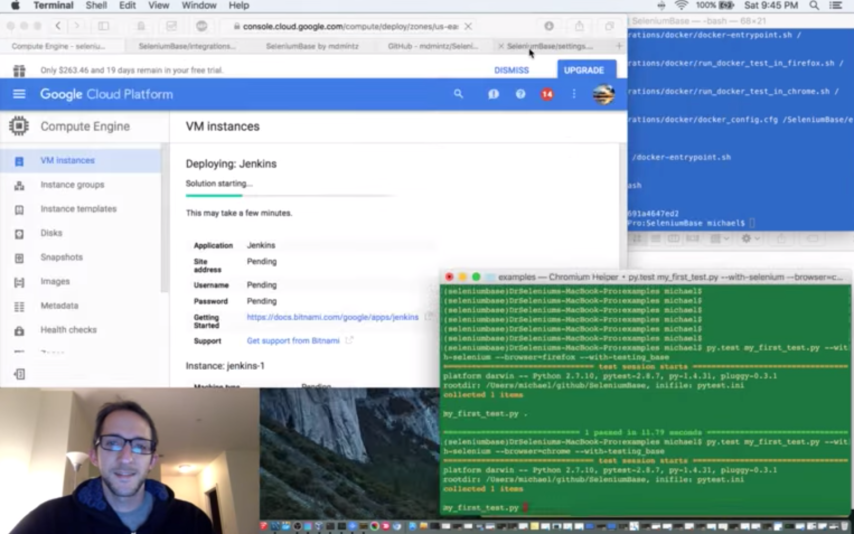 Terminal Shell Edit View Window Help 100% Sat 9:45 PM
console.cloud.google.com/compute/deploy/zones/us-eas
SeleniumBase — -bash — 68×21
Compute Engine - seleniu... SeleniumBase/integrations... SeleniumBase by mdmintz GitHub - mdmintz/Seleni... SeleniumBase/settings....
Only $263.46 and 19 days remain in your free trial. DISMISS UPGRADE
Google Cloud Platform 14
Compute Engine
VM instances
Instance groups
Instance templates
Disks
Snapshots
Images
Metadata
Health checks
VM instances
Deploying: Jenkins
Solution starting...
This may take a few minutes.
Application Jenkins
Site address Pending
Username Pending
Password Pending
Getting Started https://docs.bitnami.com/google/apps/jenkins
Support Get support from Bitnami
Instance: jenkins-1
Machine type Pending
rations/docker/docker-entrypoint.sh /
rations/docker/run_docker_test_in_firefox.sh /
rations/docker/run_docker_test_in_chrome.sh /
rations/docker/docker_config.cfg /SeleniumBase/e
/docker-entrypoint.sh
ash
691a4647ed2
Pro:SeleniumBase michael$
examples — Chromium Helper • py.test my_first_test.py --with-selenium --browser=c...
(seleniumbase)DrSeleniums-MacBook-Pro:examples michael$
(seleniumbase)DrSeleniums-MacBook-Pro:examples michael$
(seleniumbase)DrSeleniums-MacBook-Pro:examples michael$
(seleniumbase)DrSeleniums-MacBook-Pro:examples michael$
(seleniumbase)DrSeleniums-MacBook-Pro:examples michael$
(seleniumbase)DrSeleniums-MacBook-Pro:examples michael$ py.test my_first_test.py --wit
h-selenium --browser=firefox --with-testing_base
test session starts
platform darwin -- Python 2.7.10, pytest-2.8.7, py-1.4.31, pluggy-0.3.1
rootdir: /Users/michael/github/SeleniumBase, inifile: pytest.ini
collected 1 items
my_first_test.py .
1 passed in 11.79 seconds
(seleniumbase)DrSeleniums-MacBook-Pro:examples michael$ py.test my_first_test.py --wit
h-selenium --browser=chrome --with-testing_base
test session starts
platform darwin -- Python 2.7.10, pytest-2.8.7, py-1.4.31, pluggy-0.3.1
rootdir: /Users/michael/github/SeleniumBase, inifile: pytest.ini
collected 1 items
my_first_test.py